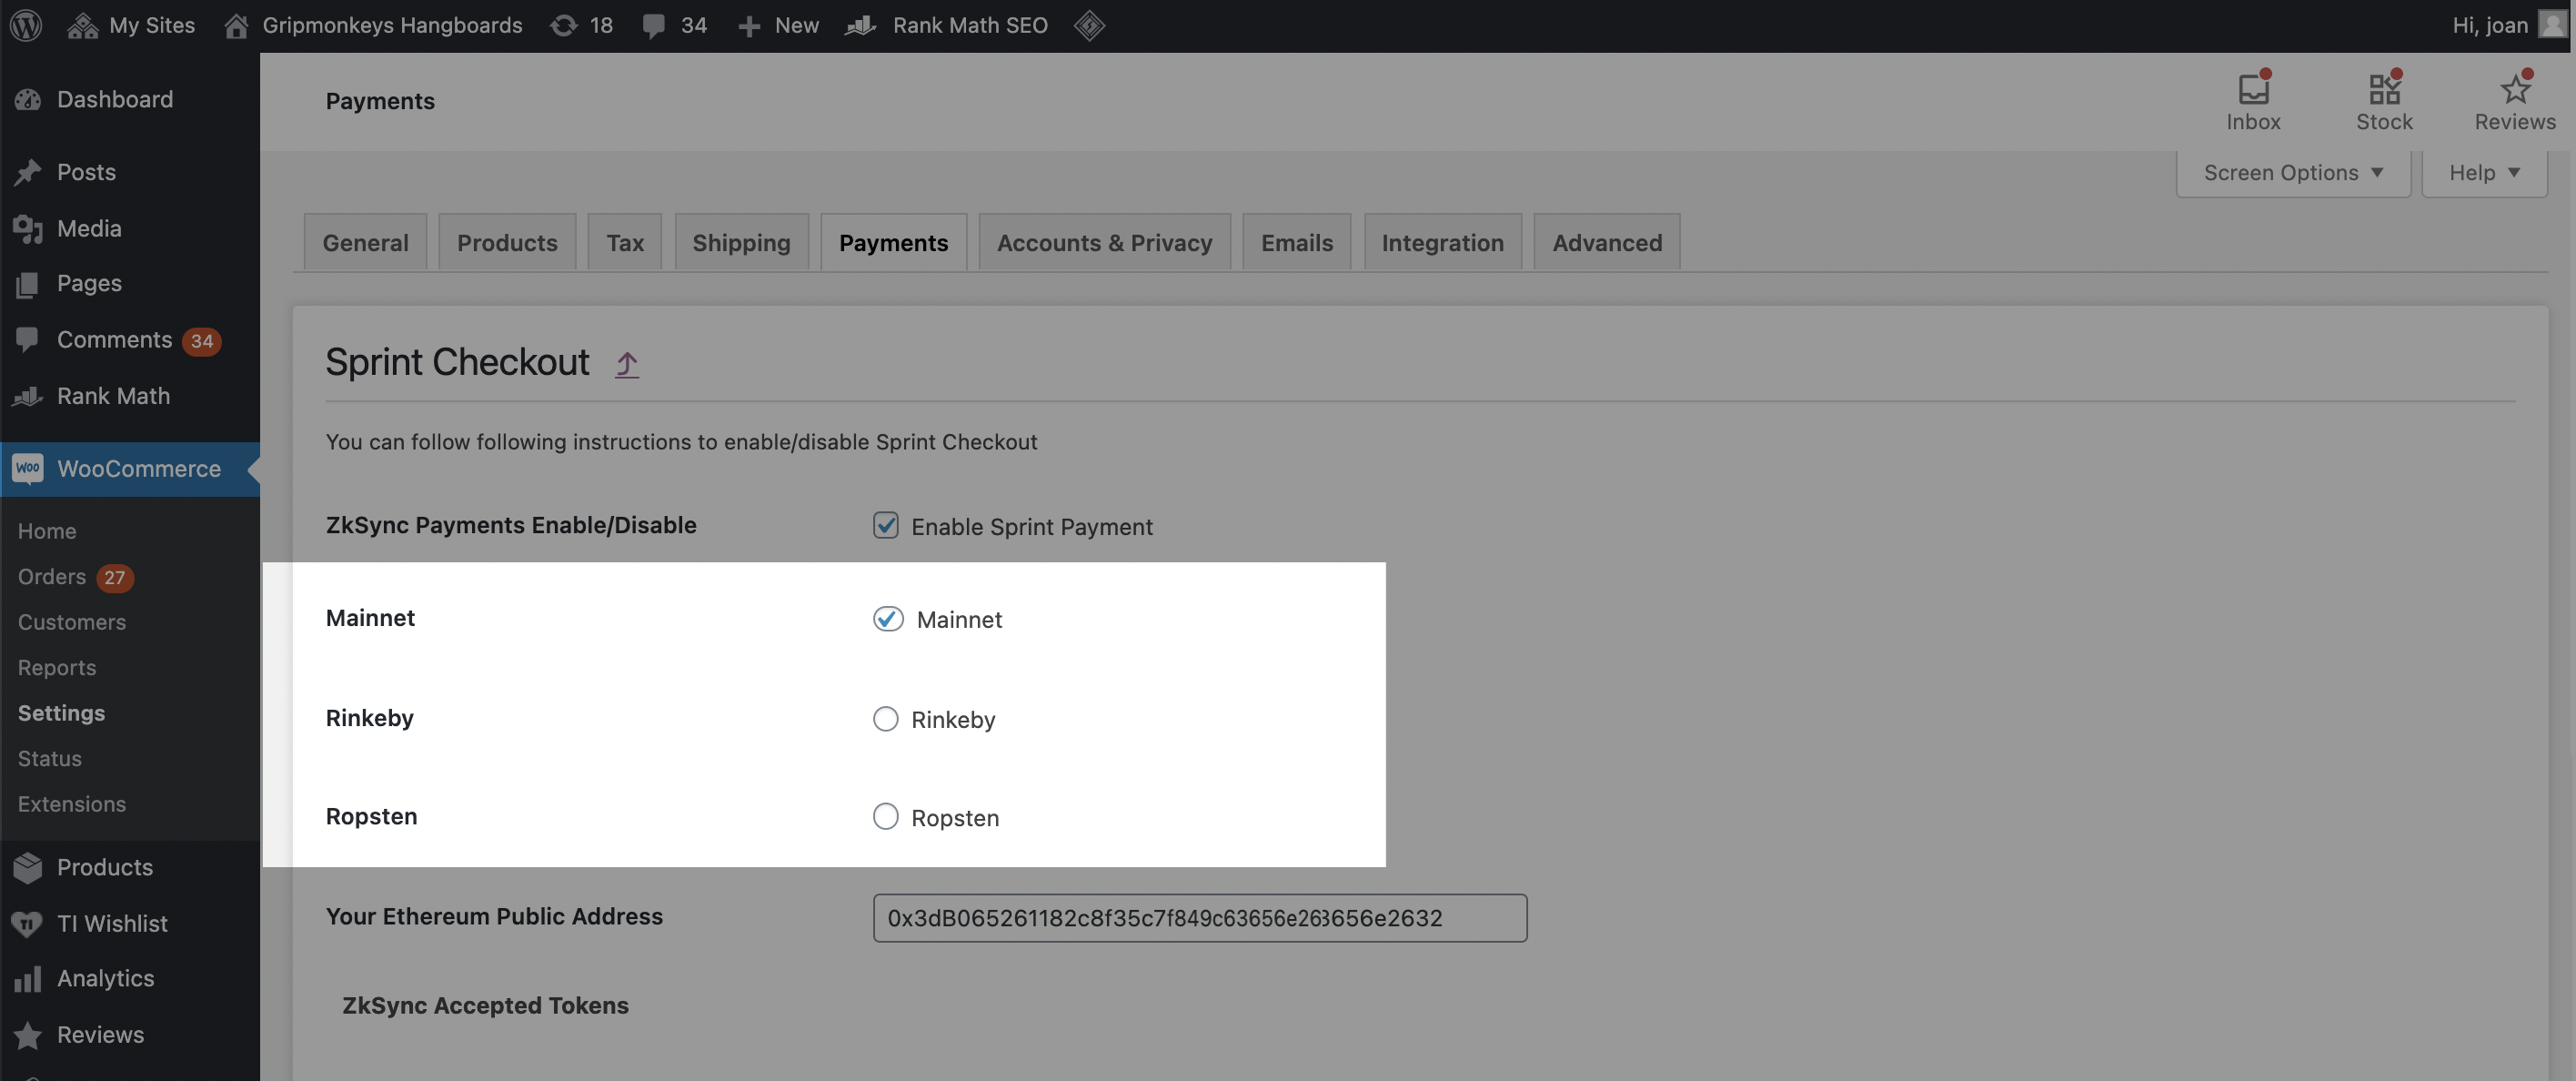 My Sites
Gripmonkeys Hangboards
18
34
New
Rank Math SEO
Hi, joan
Dashboard
Posts
Media
Pages
Comments 34
Rank Math
woo WooCommerce
Home
Orders 27
Customers
Reports
Settings
Status
Extensions
Products
TI TI Wishlist
Analytics
Reviews
Payments
Inbox
Stock
Reviews
Screen Options
Help
General
Products
Tax
Shipping
Payments
Accounts & Privacy
Emails
Integration
Advanced
Sprint Checkout
You can follow following instructions to enable/disable Sprint Checkout
ZkSync Payments Enable/Disable
Enable Sprint Payment
Mainnet
Mainnet
Rinkeby
Rinkeby
Ropsten
Ropsten
Your Ethereum Public Address
0x3dB065261182c8f35c7f849c63656e263656e2632
ZkSync Accepted Tokens